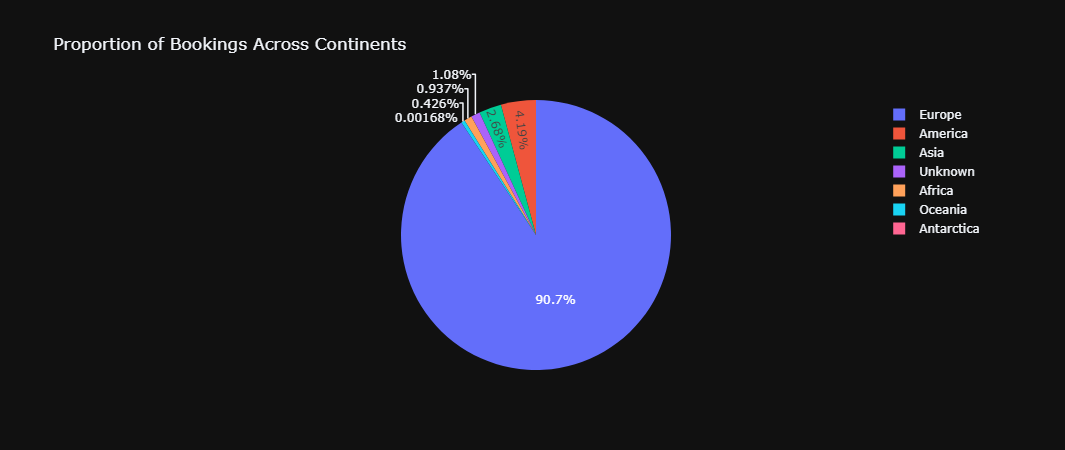 Proportion of Bookings Across Continents
1.08%
0.937%
0.426%
0.00168%
2.68%
4.19%
90.7%
Europe
America
Asia
Unknown
Africa
Oceania
Antarctica